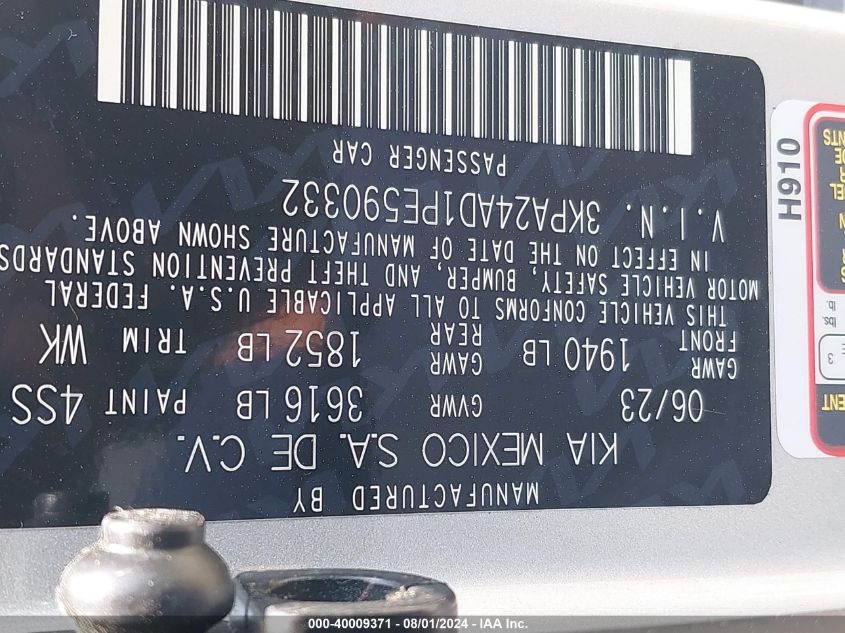 MANUFACTURED BY
KIA MEXICO S.A. DE C.V.
06/23 GVWR 3616 LB PAINT 4SS
GAWR FRONT 1940 LB GAWR REAR 1852 LB TRIM WK
THIS VEHICLE CONFORMS TO ALL APPLICABLE U.S.A. FEDERAL
MOTOR VEHICLE SAFETY, BUMPER, AND THEFT PREVENTION STANDARDS
IN EFFECT ON THE DATE OF MANUFACTURE SHOWN ABOVE.
V.I.N. 3KPA24AD1PE590332
PASSENGER CAR
H910
lbs.
lb.
3
000-40009371 - 08/01/2024 - IAA Inc.